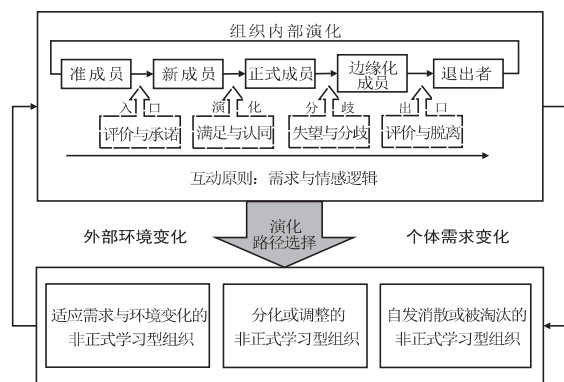 组织内部演化
准成员 新成员 正式成员 边缘化成员 退出者
入口 演化 分歧 出口
评价与承诺 满足与认同 失望与分歧 评价与脱离
互动原则：需求与情感逻辑
外部环境变化
演化
路径选择
个体需求变化
适应需求与环境变化的
非正式学习型组织
分化或调整的
非正式学习型组织
自发消散或被淘汰的
非正式学习型组织